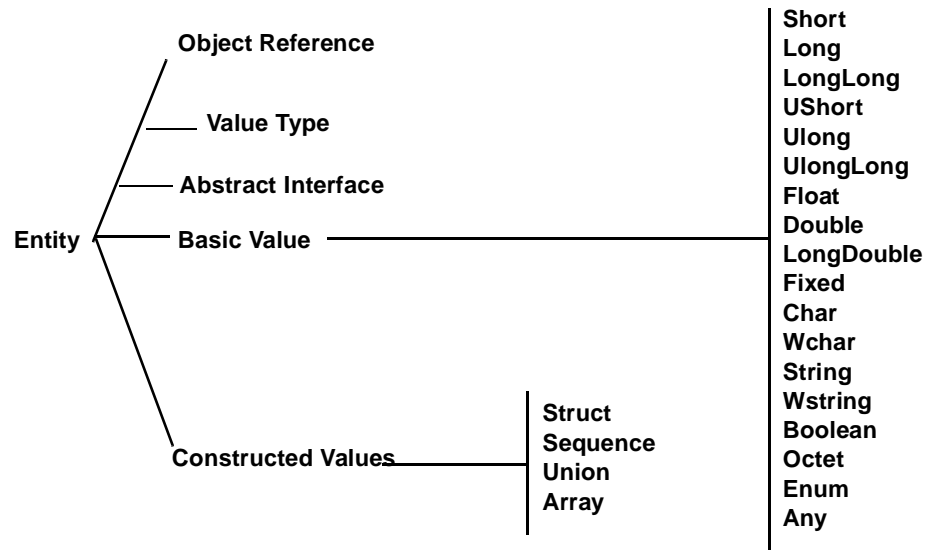 Object Reference
Value Type
Abstract Interface
Entity
Basic Value
Constructed Values
Struct
Sequence
Union
Array
Short
Long
LongLong
UShort
Ulong
UlongLong
Float
Double
LongDouble
Fixed
Char
Wchar
String
Wstring
Boolean
Octet
Enum
Any